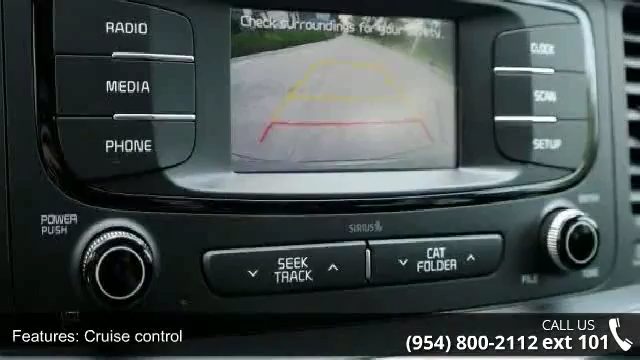 RADIO
MEDIA
PHONE
Check surroundings for your safety.
CLOCK
SCAN
SETUP
POWER
PUSH
SIRIUS
SEEK
TRACK
CAT
FOLDER
FILE
Features: Cruise control
CALL US
(954) 800-2112 ext 101